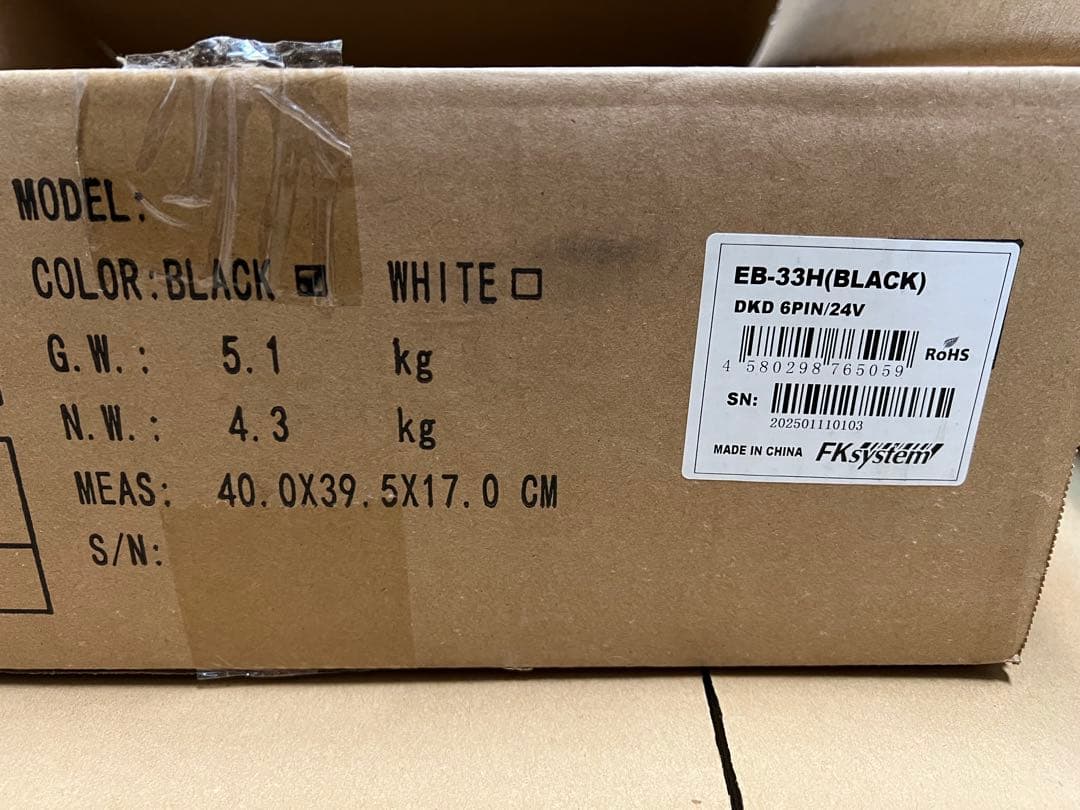 MODEL:
COLOR:BLACK WHITE
G.W.: 5.1 kg
N.W.: 4.3 kg
MEAS: 40.0X39.5X17.0 CM
S/N:
EB-33H(BLACK)
DKD 6PIN/24V
4 580298 765059
RoHS
SN:
202501110103
MADE IN CHINA FKsystem